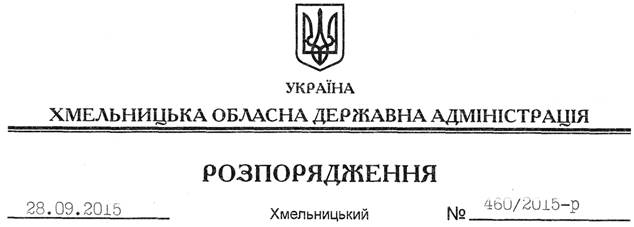 УКРАЇНА
ХМЕЛЬНИЦЬКА ОБЛАСНА ДЕРЖАВНА АДМІНІСТРАЦІЯ
РОЗПОРЯДЖЕННЯ
28.09.2015 Хмельницький № 460/2015-р